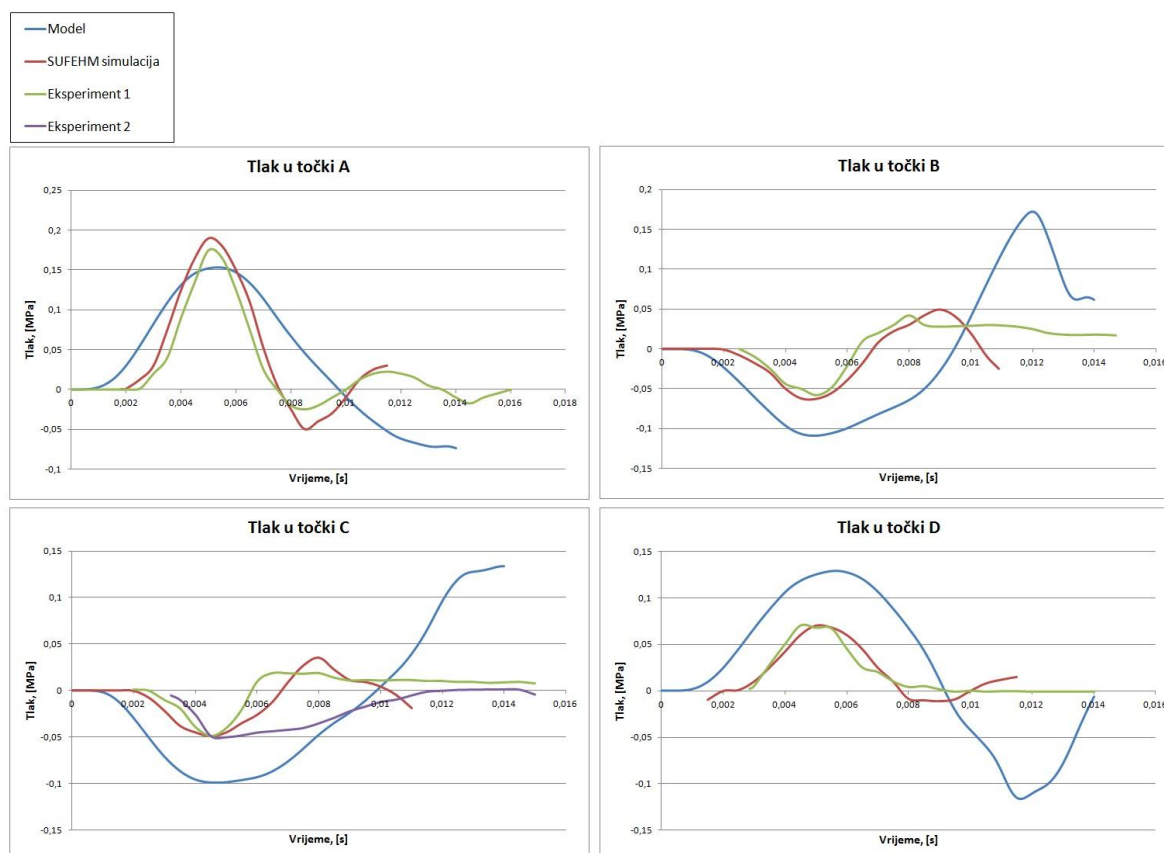 Model
SUFEHM simulacija
Eksperiment 1
Eksperiment 2
Tlak u točki A
0,25
0,2
0,15
0,1
0,05
0
-0,05
-0,1
0 0,002 0,004 0,006 0,008 0,01 0,012 0,014 0,016 0,018
Tlak, [MPa]
Vrijeme, [s]
Tlak u točki B
0,2
0,15
0,1
0,05
0
-0,05
-0,1
-0,15
0 0,002 0,004 0,006 0,008 0,01 0,012 0,014 0,016
Tlak, [MPa]
Vrijeme, [s]
Tlak u točki C
0,15
0,1
0,05
0
-0,05
-0,1
-0,15
0 0,002 0,004 0,006 0,008 0,01 0,012 0,014 0,016
Tlak, [MPa]
Vrijeme, [s]
Tlak u točki D
0,15
0,1
0,05
0
-0,05
-0,1
-0,15
0 0,002 0,004 0,006 0,008 0,01 0,012 0,014 0,016
Tlak, [MPa]
Vrijeme, [s]